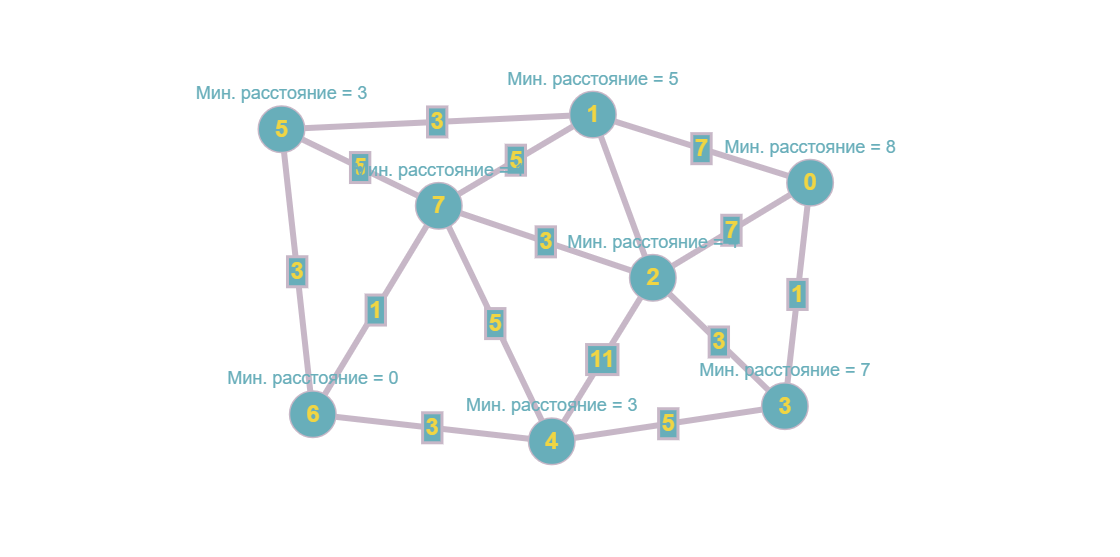 Мин. расстояние = 5
Мин. расстояние = 3
1
3
5
7
Мин. расстояние = 8
5
5
Мин. расстояние =
0
7
7
3
Мин. расстояние =
3
2
1
1
5
3
11
Мин. расстояние = 7
Мин. расстояние = 0
Мин. расстояние = 3
3
6
5
3
4